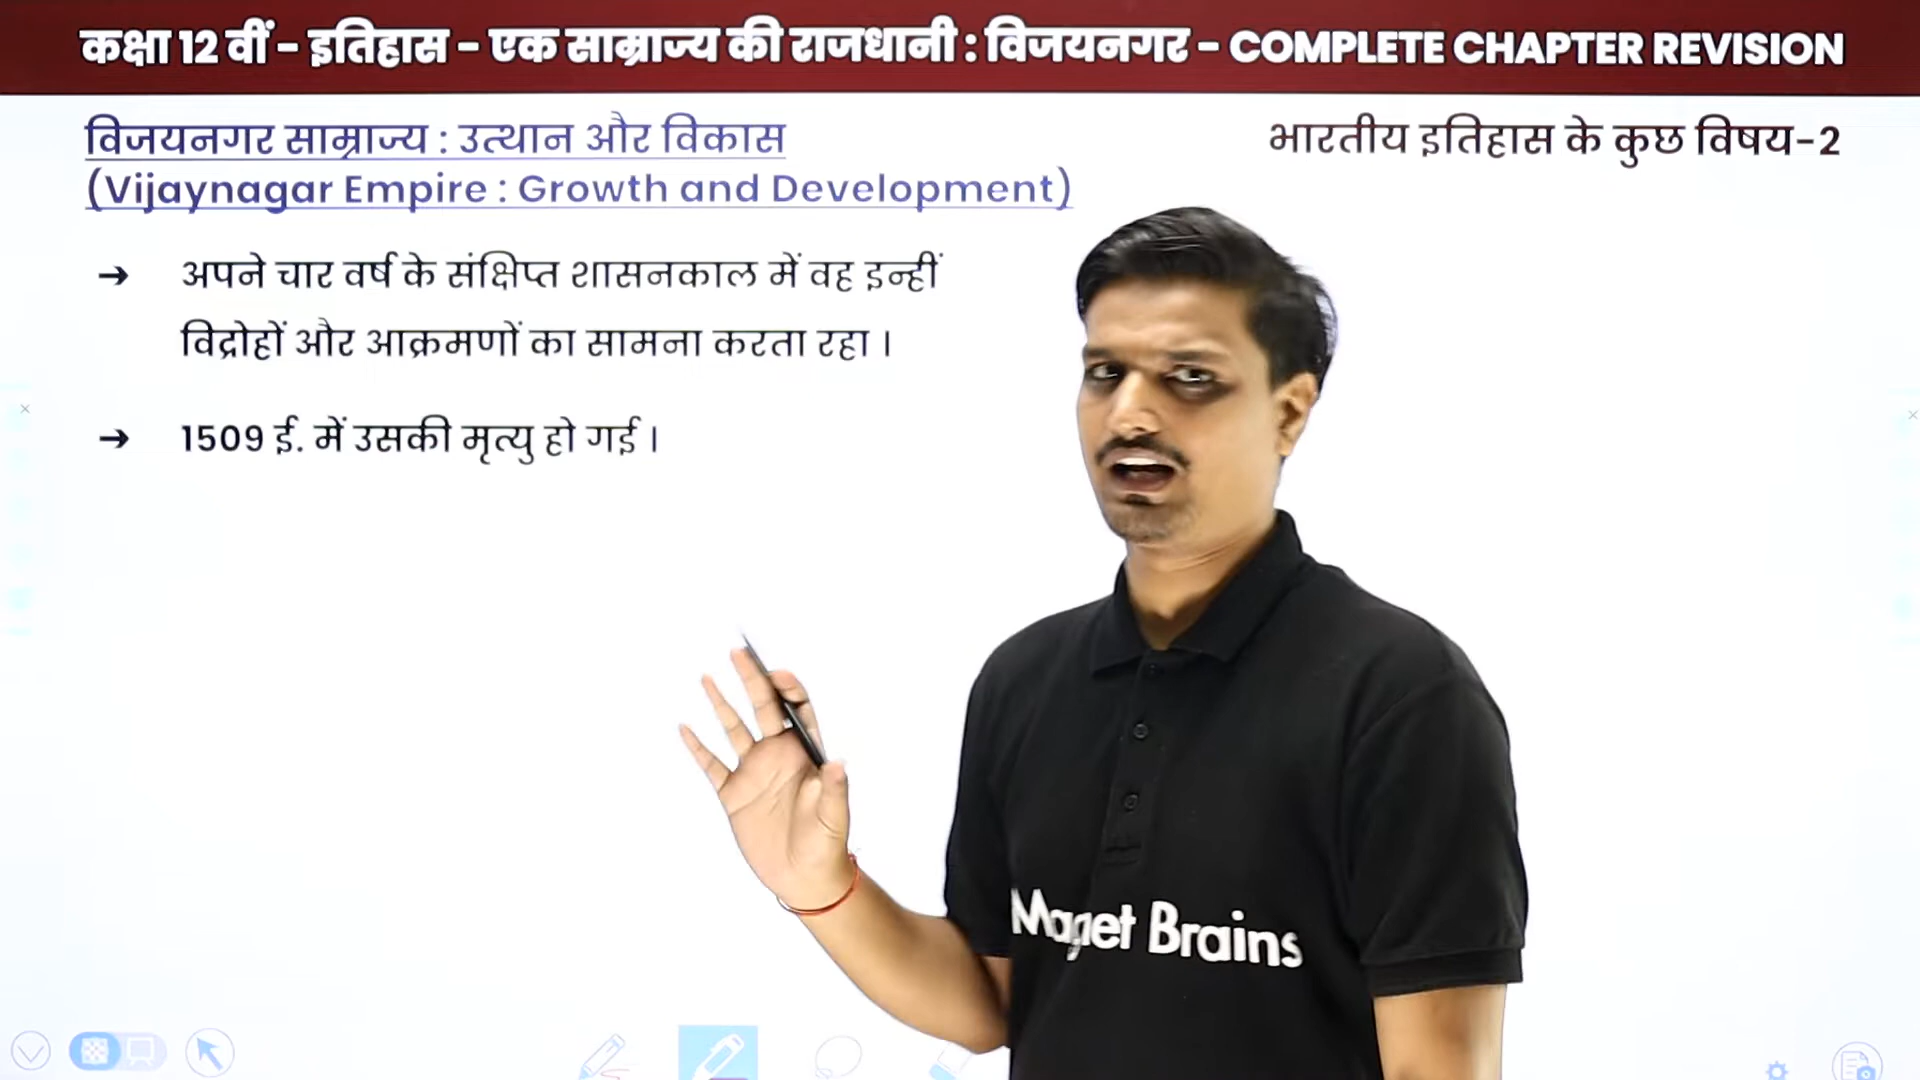 कक्षा 12 वीं - इतिहास - एक साम्राज्य की राजधानी : विजयनगर - COMPLETE CHAPTER REVISION
विजयनगर साम्राज्य : उत्थान और विकास
(Vijaynagar Empire : Growth and Development)
भारतीय इतिहास के कुछ विषय-2
→ अपने चार वर्ष के संक्षिप्त शासनकाल में वह इन्हीं
विद्रोहों और आक्रमणों का सामना करता रहा ।
→ 1509 ई. में उसकी मृत्यु हो गई ।
Magnet Brains